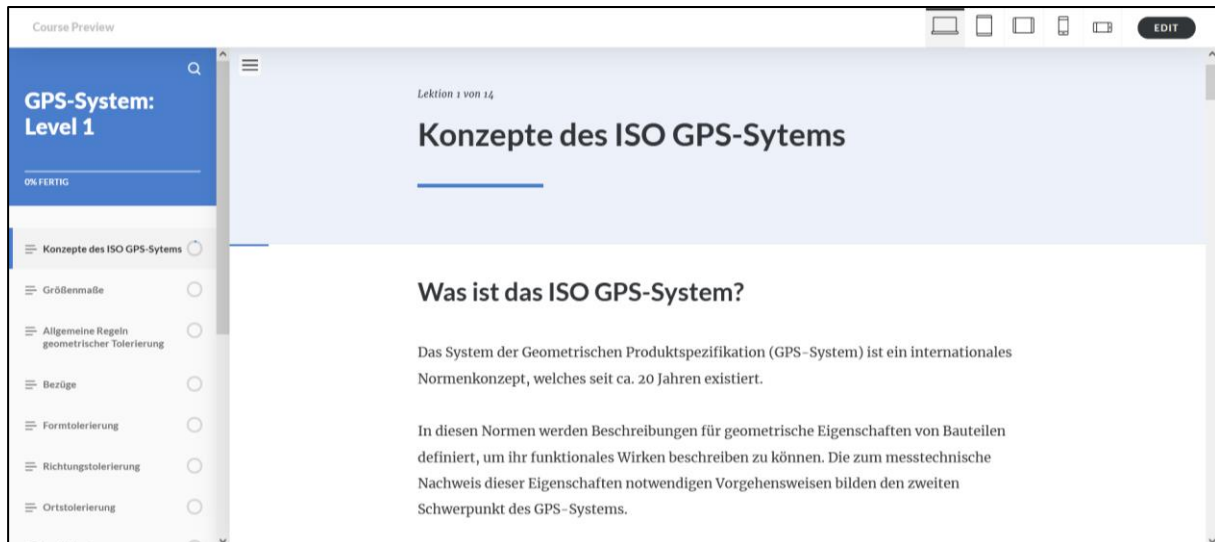 Course Preview
EDIT
GPS-System:
Level 1
0% FERTIG
Konzepte des ISO GPS-Sytems
Größenmaße
Allgemeine Regeln
geometrischer Tolerierung
Bezüge
Formtolerierung
Richtungstolerierung
Ortstolerierung
Lektion 1 von 14
Konzepte des ISO GPS-Sytems
Was ist das ISO GPS-System?
Das System der Geometrischen Produktspezifikation (GPS-System) ist ein internationales
Normenkonzept, welches seit ca. 20 Jahren existiert.
In diesen Normen werden Beschreibungen für geometrische Eigenschaften von Bauteilen
definiert, um ihr funktionales Wirken beschreiben zu können. Die zum messtechnische
Nachweis dieser Eigenschaften notwendigen Vorgehensweisen bilden den zweiten
Schwerpunkt des GPS-Systems.